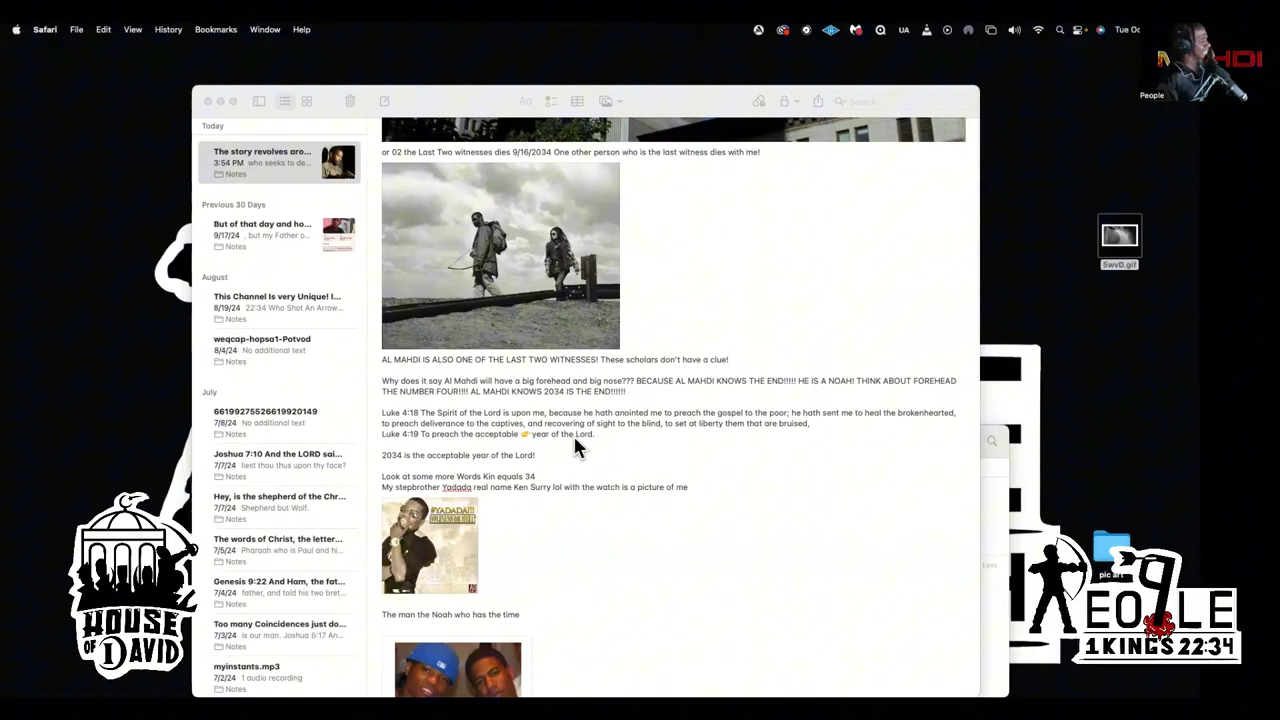 Safari File Edit View History Bookmarks Window Help
UA
Tue Oc
People
Search
Today
The story revolves aro...
3:54 PM who seeks to de...
Notes
Previous 30 Days
But of that day and ho...
9/17/24 , but my Father o...
Notes
August
This Channel Is very Unique! I...
8/19/24 22:34 Who Shot An Arrow...
Notes
weqcap-hopsa1-Potvod
8/4/24 No additional text
Notes
July
66199275526619920149
7/8/24 No additional text
Notes
Joshua 7:10 And the LORD sai...
7/7/24 liest thou thus upon thy face?
Notes
Hey, is the shepherd of the Chr...
7/7/24 Shepherd but Wolf.
Notes
The words of Christ, the letter...
7/5/24 Pharaoh who is Paul and hi...
Notes
Genesis 9:22 And Ham, the fat...
7/4/24 father, and told his two bret...
Notes
Too many Coincidences just do...
7/3/24 is our man. Joshuo 6:17 An...
Notes
myinstants.mp3
7/2/24 1 audio recording
Notes
or 02 the Last Two witnesses dies 9/16/2034 One other person who is the last witness dies with me!
AL MAHDI IS ALSO ONE OF THE LAST TWO WITNESSES! These scholars don't have a clue!
Why does it say Al Mahdi will have a big forehead and big nose??? BECAUSE AL MAHDI KNOWS THE END!!!!! HE IS A NOAH! THINK ABOUT FOREHEAD
THE NUMBER FOUR!!!! AL MAHDI KNOWS 2034 IS THE END!!!!!!
Luke 4:18 The Spirit of the Lord is upon me, because he hath anointed me to preach the gospel to the poor; he hath sent me to heal the brokenhearted,
to preach deliverance to the captives, and recovering of sight to the blind, to set at liberty them that are bruised,
Luke 4:19 To preach the acceptable 👉 year of the Lord.
2034 is the acceptable year of the Lord!
Look at some more Words Kin equals 34
My stepbrother Yadada real name Ken Surry lol with the watch is a picture of me
#YADADA!!!
The man the Noah who has the time
5wvD.gif
Less
pic art
HOUSE
OF DAVID
EO LE
1 KINGS 22:34